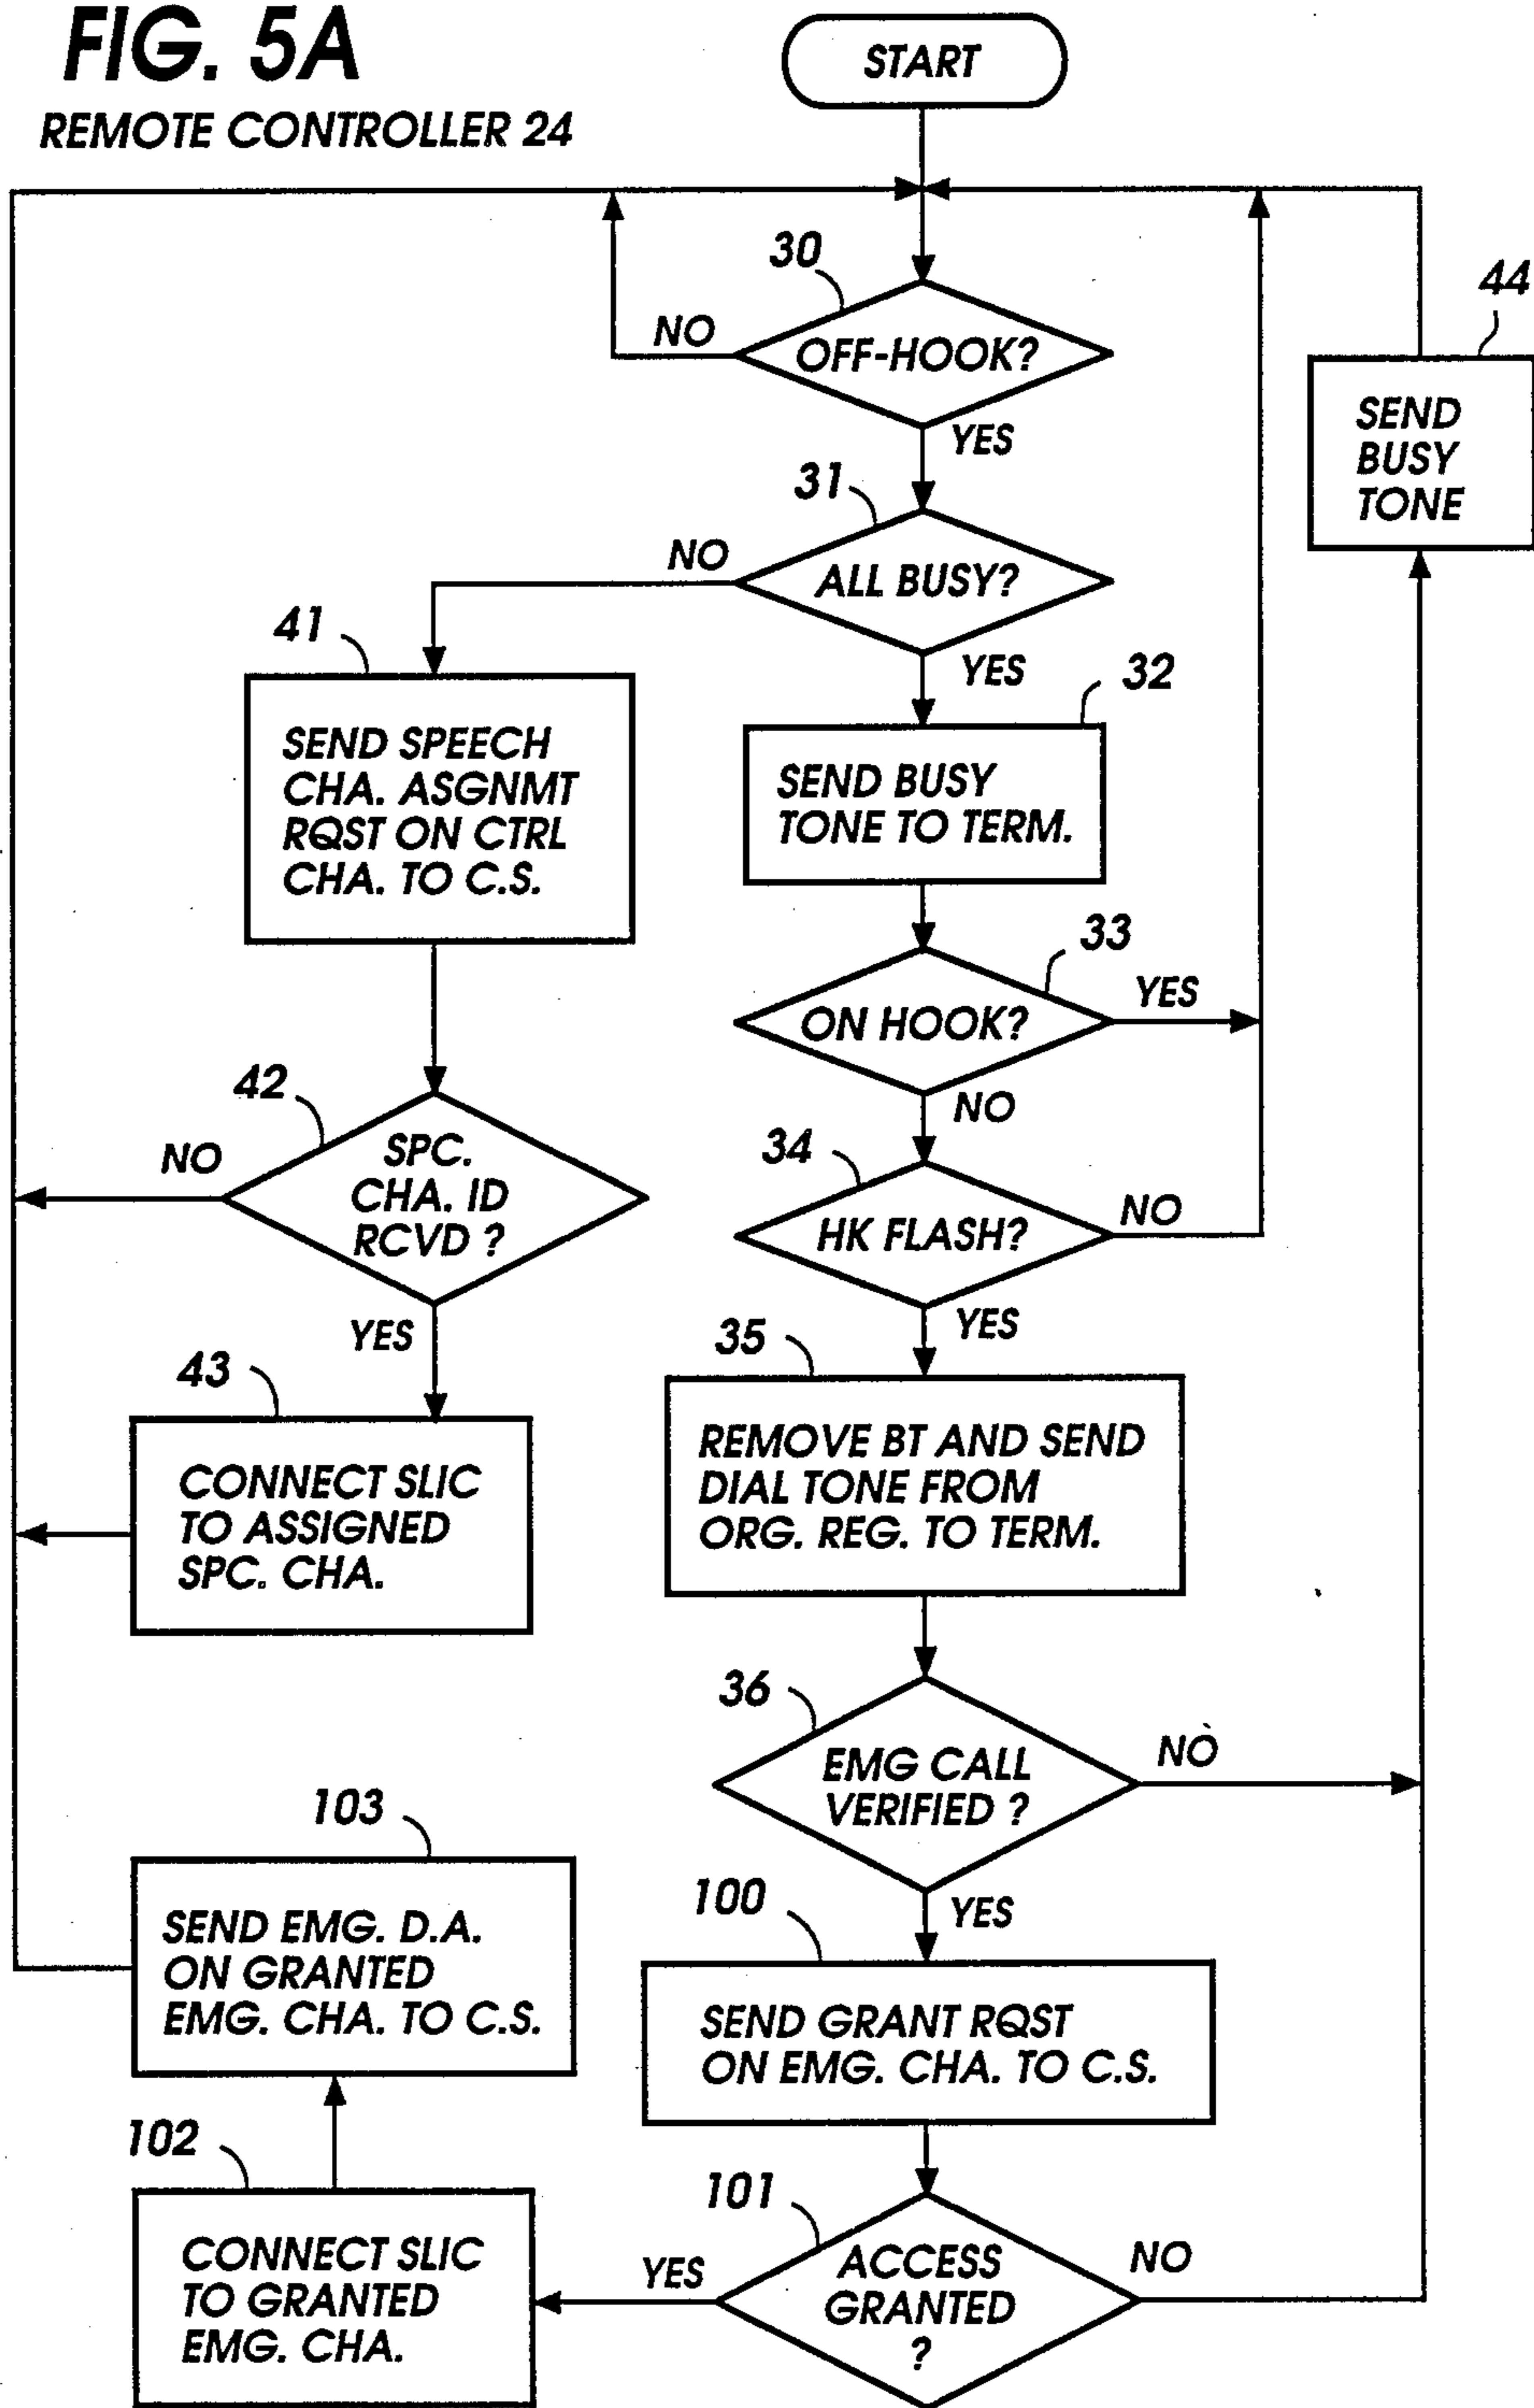 FIG. 5A
REMOTE CONTROLLER 24
START
30
OFF-HOOK?
NO
YES
44
SEND
BUSY
TONE
31
ALL BUSY?
NO
YES
41
SEND SPEECH
CHA. ASGNMT
RQST ON CTRL
CHA. TO C.S.
32
SEND BUSY
TONE TO TERM.
33
ON HOOK?
YES
NO
42
SPC.
CHA. ID
RCVD ?
NO
YES
34
HK FLASH?
NO
YES
43
CONNECT SLIC
TO ASSIGNED
SPC. CHA.
35
REMOVE BT AND SEND
DIAL TONE FROM
ORG. REG. TO TERM.
36
EMG CALL
VERIFIED ?
NO
YES
103
SEND EMG. D.A.
ON GRANTED
EMG. CHA. TO C.S.
100
SEND GRANT RQST
ON EMG. CHA. TO C.S.
102
CONNECT SLIC
TO GRANTED
EMG. CHA.
101
ACCESS
GRANTED
?
YES
NO